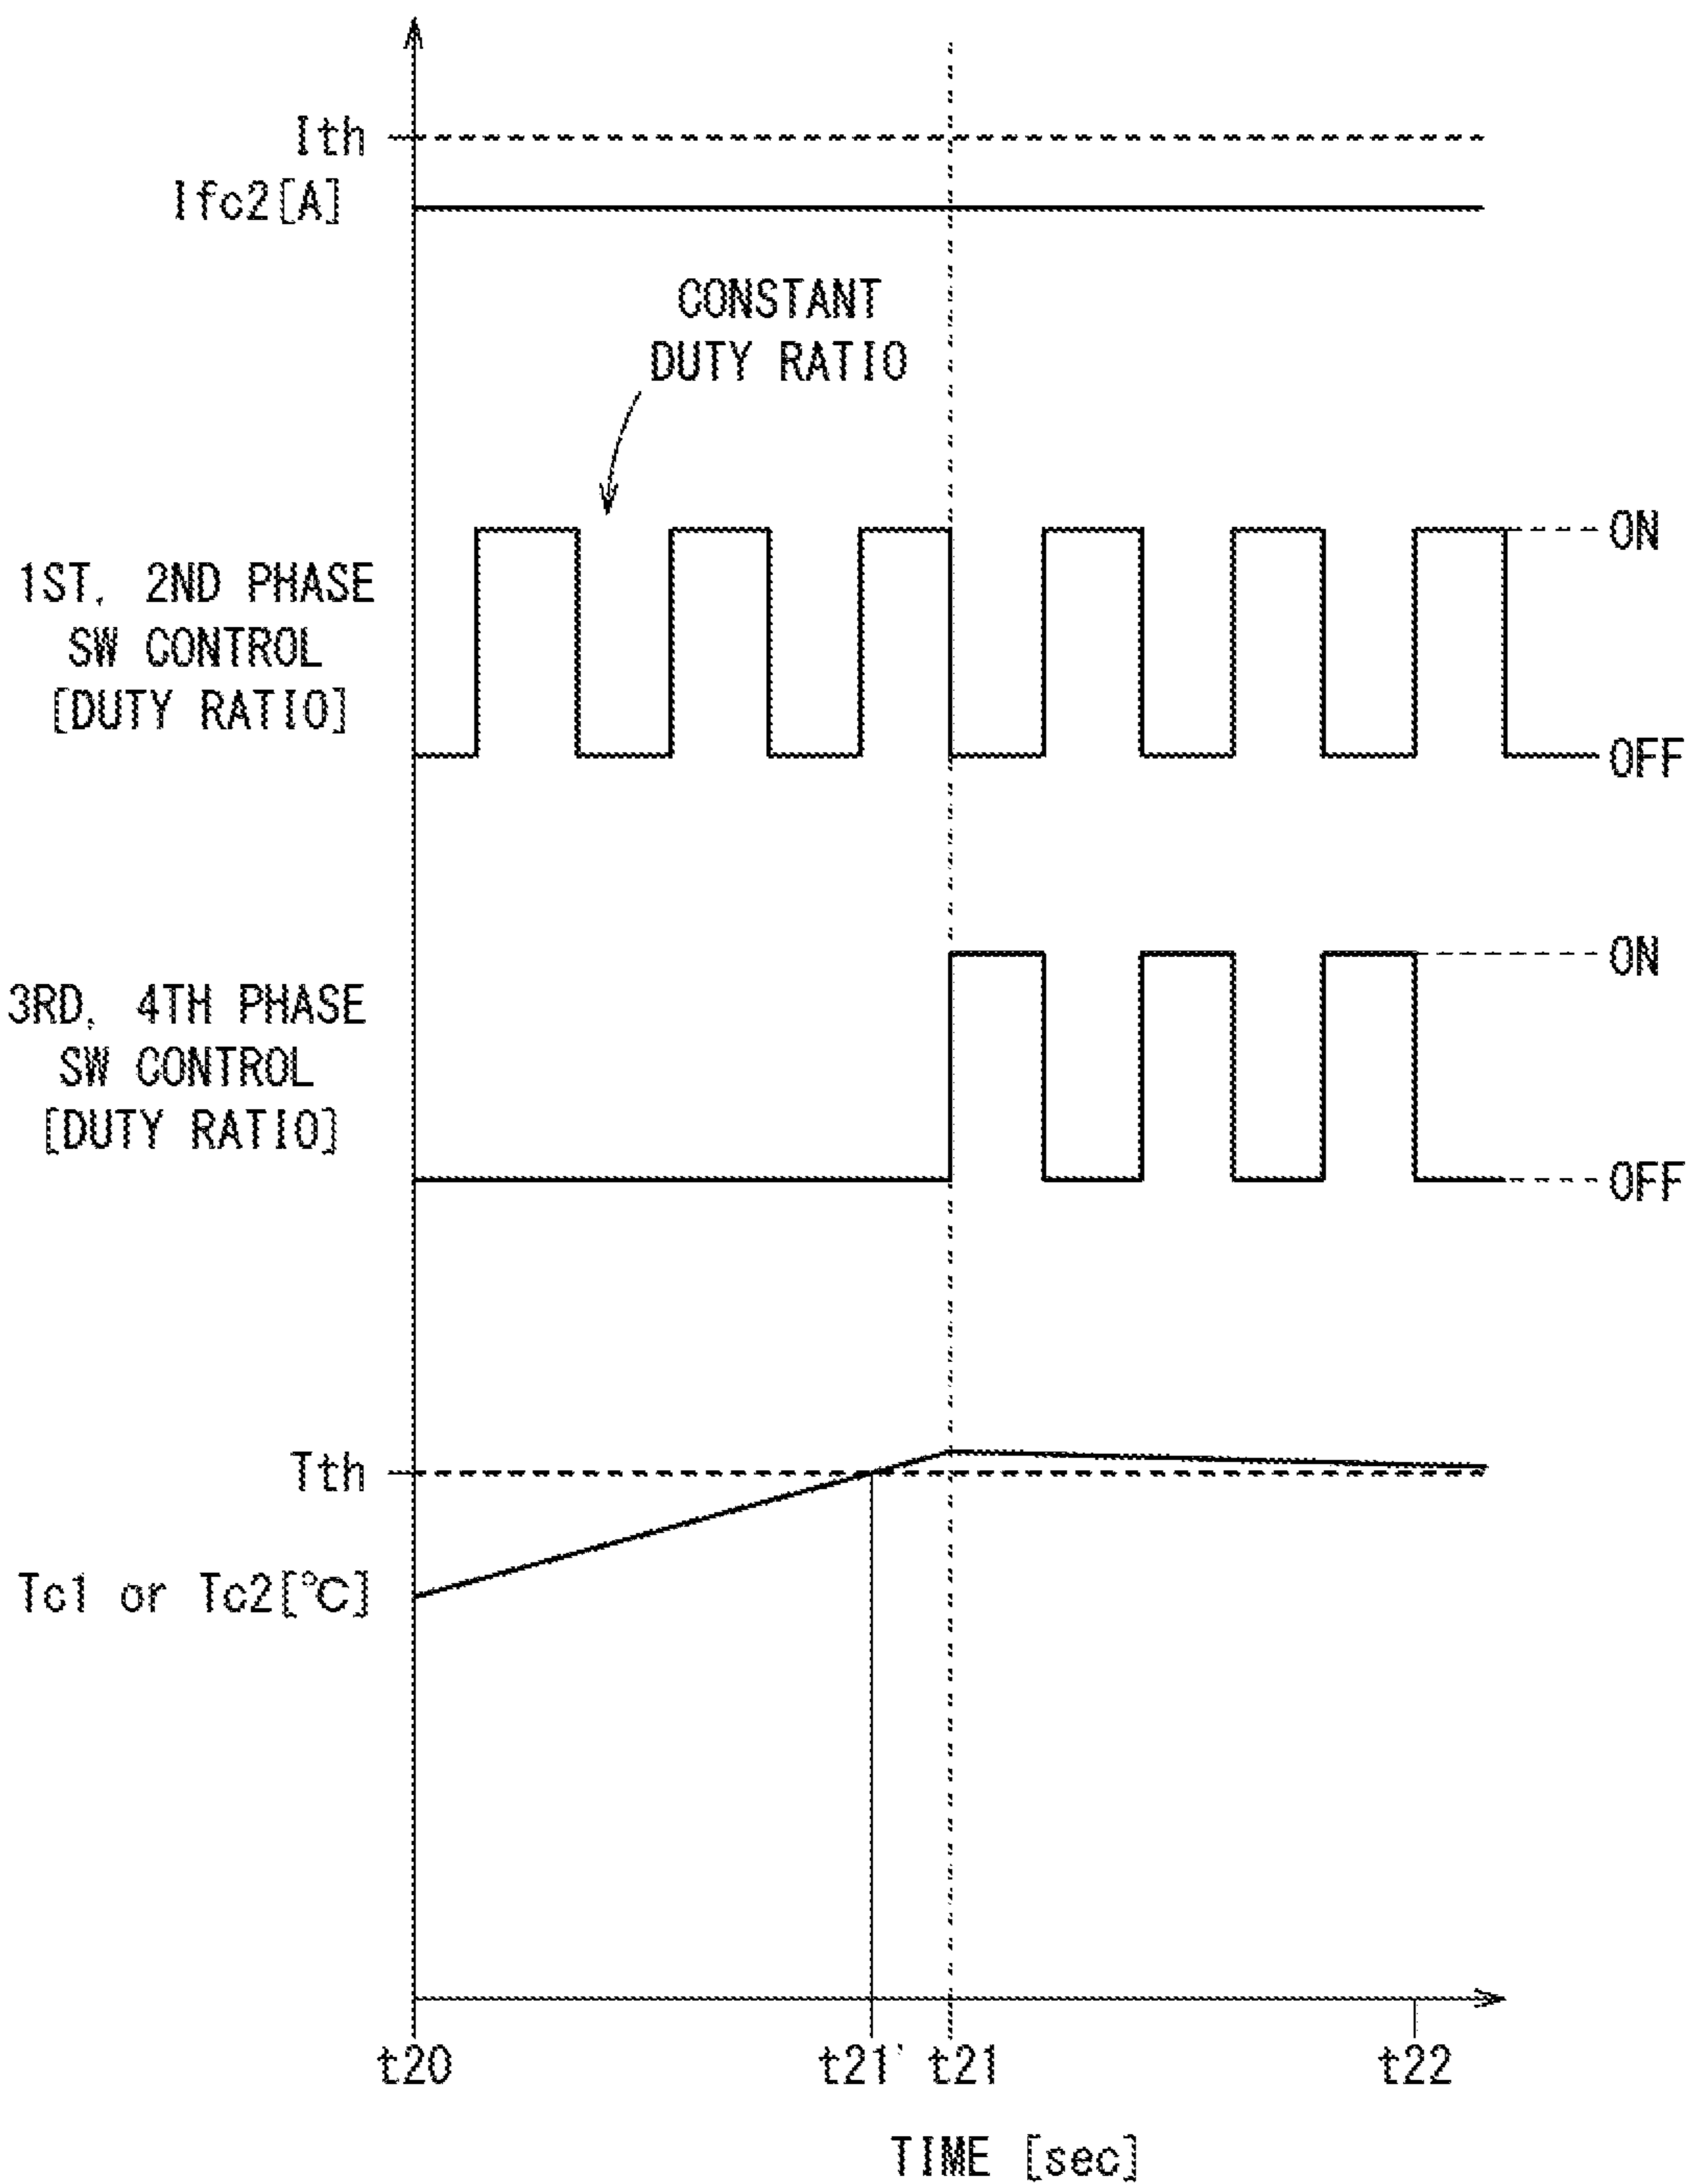 Ith
Ifc2[A]
CONSTANT
DUTY RATIO
1ST, 2ND PHASE
SW CONTROL
[DUTY RATIO]
ON
OFF
3RD, 4TH PHASE
SW CONTROL
[DUTY RATIO]
ON
OFF
Tth
Tc1 or Tc2[℃]
t20
t21'
t21
t22
TIME [sec]